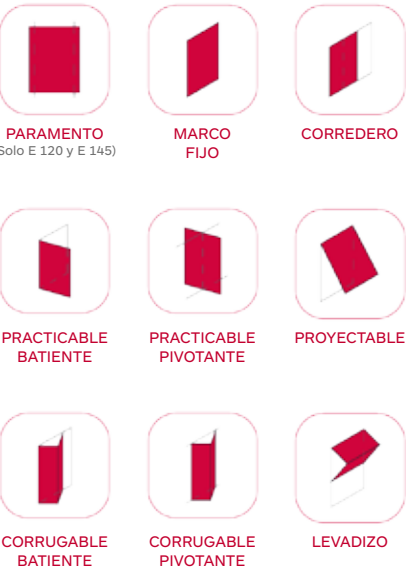 PARAMENTO
(Solo E 120 y E 145)
MARCO
FIJO
CORREDERO
PRACTICABLE
BATIENTE
PRACTICABLE
PIVOTANTE
PROYECTABLE
CORRUGABLE
BATIENTE
CORRUGABLE
PIVOTANTE
LEVADIZO